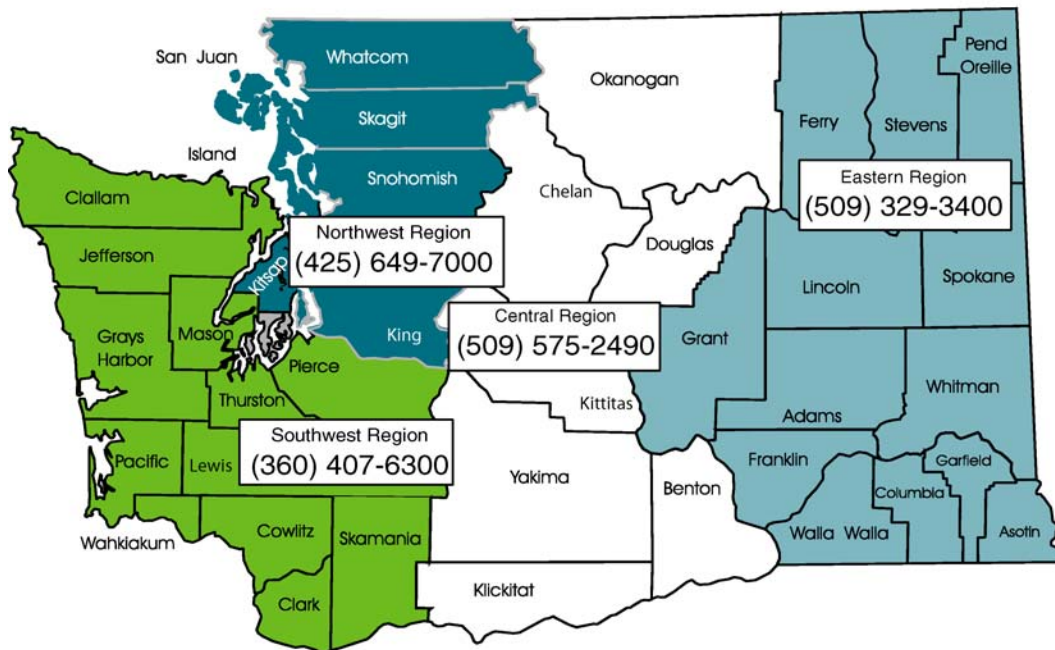 San Juan
Whatcom
Pend
Oreille
Okanogan
Skagit
Ferry
Stevens
Island
Snohomish
Clallam
Chelan
Eastern Region
(509) 329-3400
Northwest Region
(425) 649-7000
Douglas
Jefferson
Kitsap
Lincoln
Spokane
Central Region
(509) 575-2490
Grays
Harbor
Mason
King
Grant
Pierce
Whitman
Thurston
Kittitas
Adams
Southwest Region
(360) 407-6300
Pacific
Lewis
Yakima
Benton
Franklin
Garfield
Columbia
Wahkiakum
Cowlitz
Skamania
Walla Walla
Asotin
Klickitat
Clark